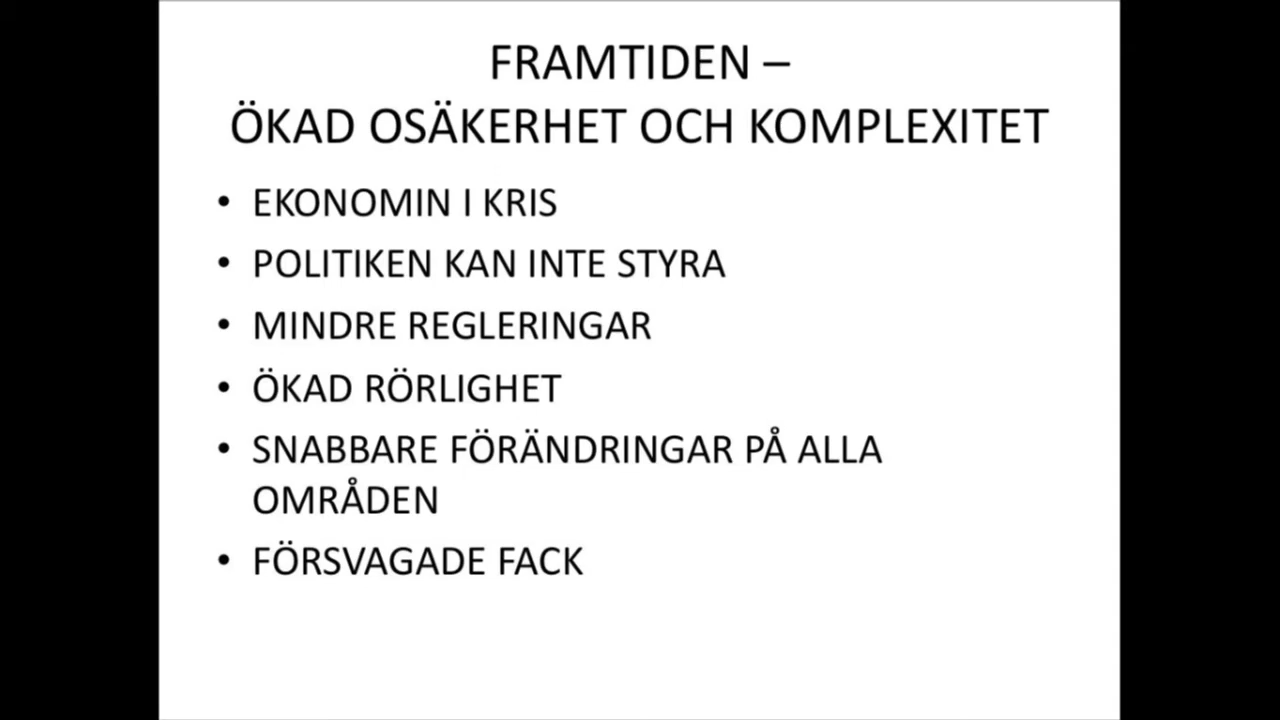 FRAMTIDEN –
ÖKAD OSÄKERHET OCH KOMPLEXITET
• EKONOMIN I KRIS
• POLITIKEN KAN INTE STYRA
• MINDRE REGLERINGAR
• ÖKAD RÖRLIGHET
• SNABBARE FÖRÄNDRINGAR PÅ ALLA
OMRÅDEN
• FÖRSVAGADE FACK